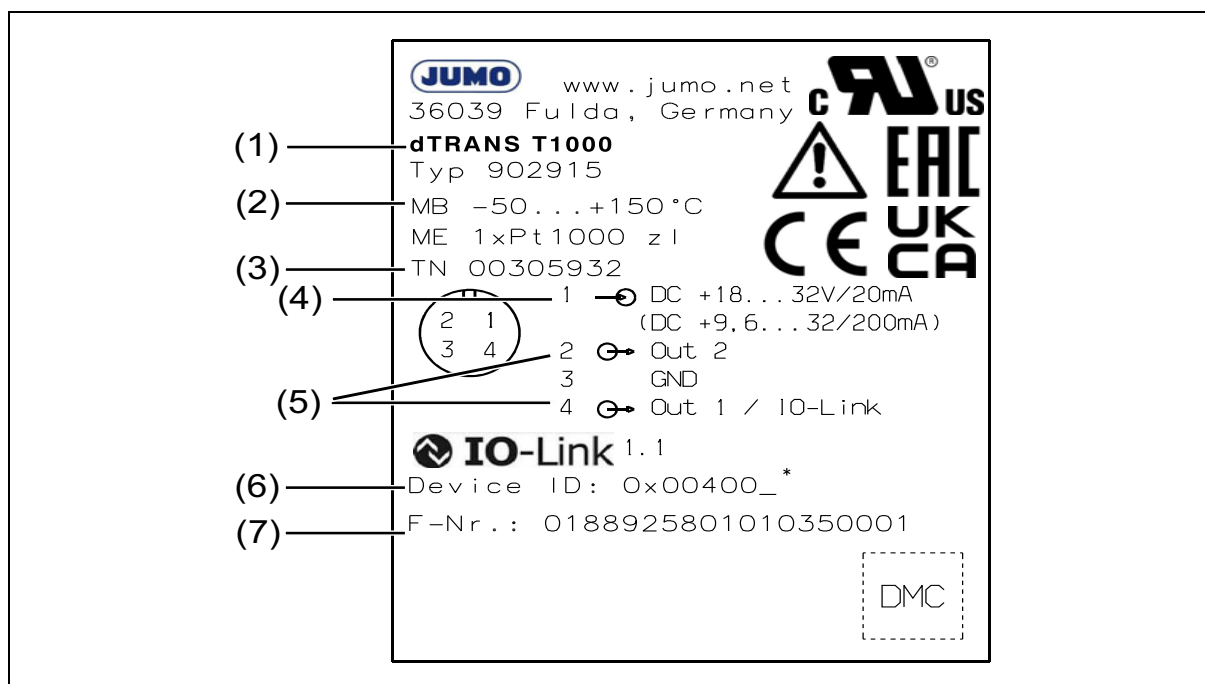 JUMO www.jumo.net
36039 Fulda, Germany
C UR ® US
(1) dTRANS T1000
Typ 902915
EAC
(2) MB -50...+150°C
ME 1xPt1000 zl
CE UK CA
(3) TN 00305932
(4) 1 DC +18...32V/20mA
(DC +9,6...32/200mA)
2 1
3 4
(5) 2 Out 2
3 GND
4 Out 1 / IO-Link
IO-Link 1.1
(6) Device ID: 0x00400_*
(7) F-Nr.: 0188925801010350001
DMC